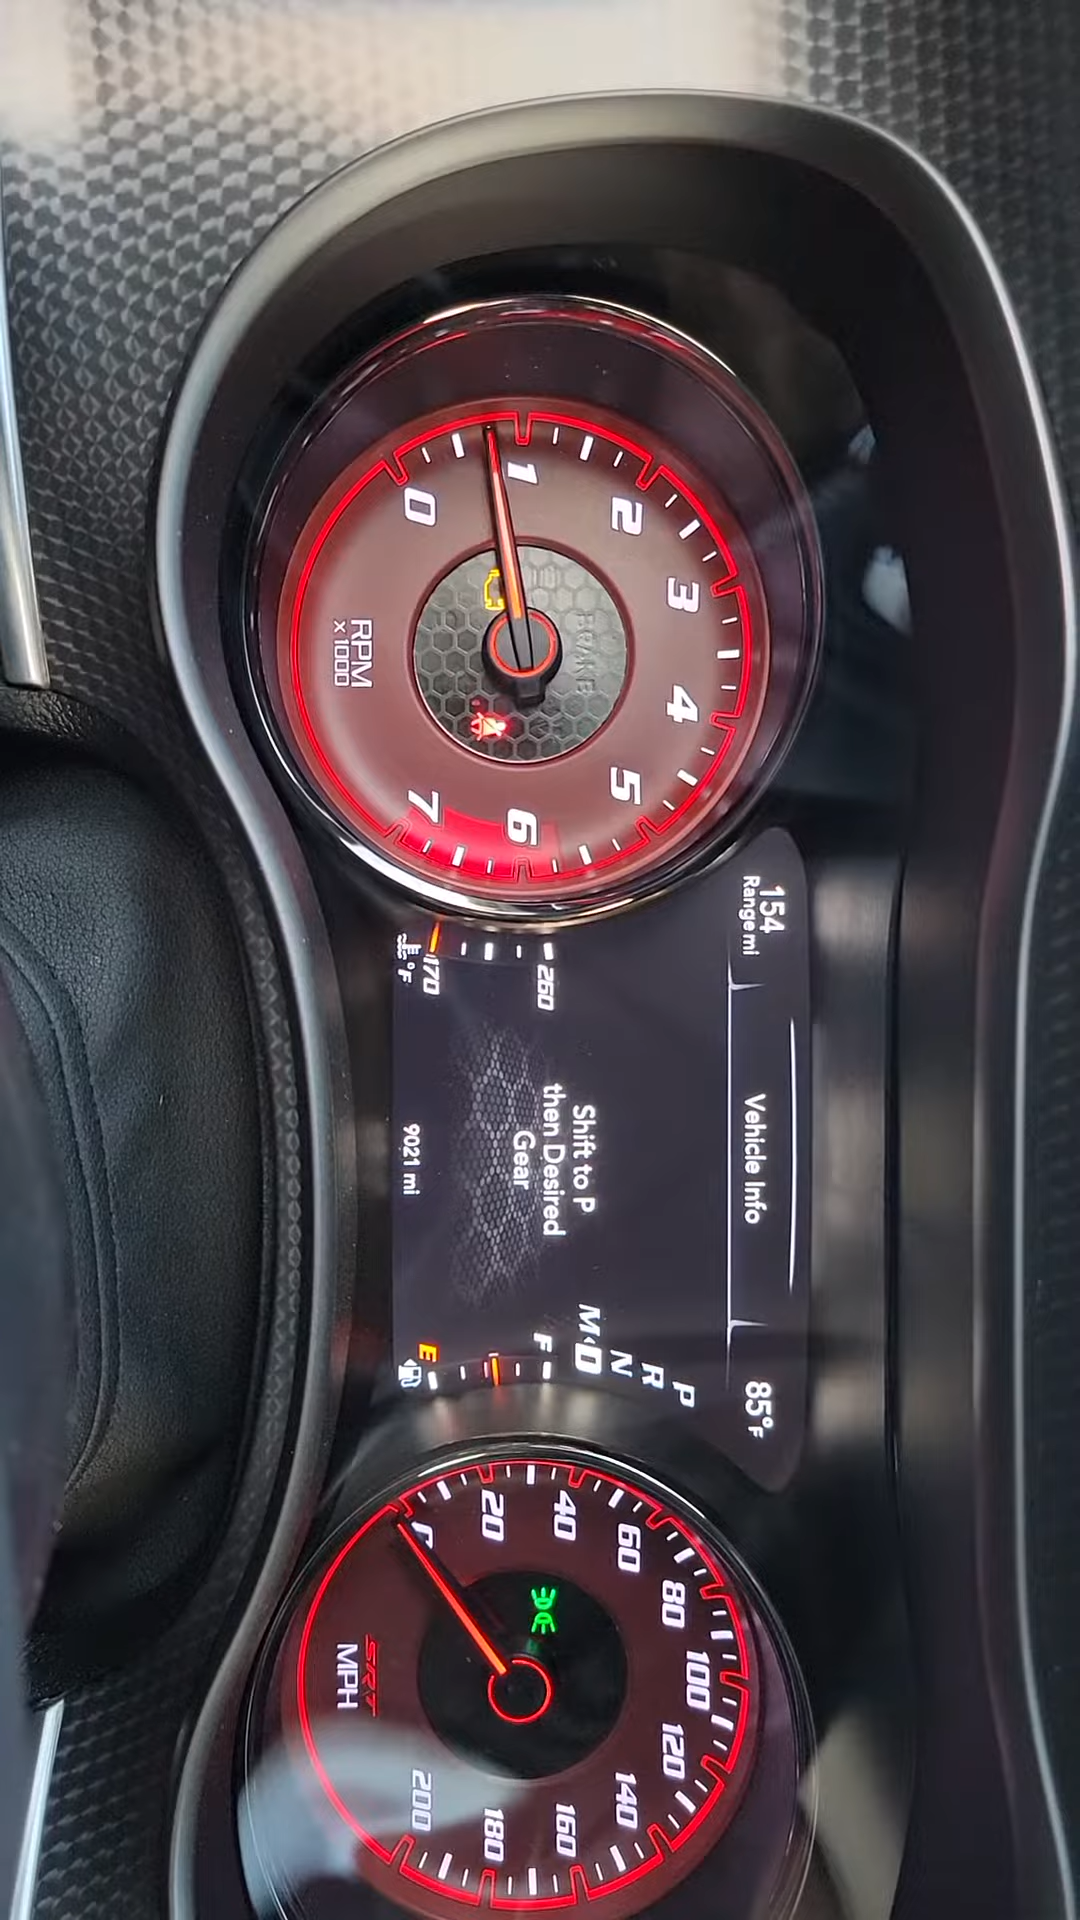 0
1
2
3
4
5
6
7
RPM
x 1000
BRAKE
154
Range mi
Vehicle Info
85°F
P
R
N
M‹D
260
170
°F
Shift to P
then Desired
Gear
F
E
9021 mi
20
40
60
80
100
120
140
160
180
200
SRT
MPH